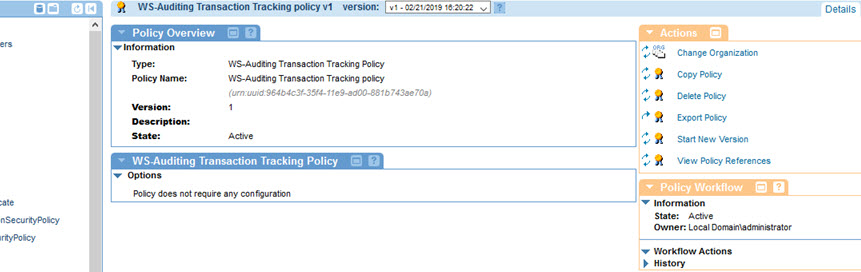 WS-Auditing Transaction Tracking policy v1 version: v1 - 02/21/2019 16:20:22 ?
Details
ers
cate
nSecurityPolicy
urityPolicy
Policy Overview ?
Information
Type: WS-Auditing Transaction Tracking Policy
Policy Name: WS-Auditing Transaction Tracking policy
(urn:uuid:964b4c3f-35f4-11e9-ad00-881b743ae70a)
Version: 1
Description:
State: Active
WS-Auditing Transaction Tracking Policy ?
Options
Policy does not require any configuration
Actions ?
ORG Change Organization
Copy Policy
Delete Policy
Export Policy
Start New Version
View Policy References
Policy Workflow ?
Information
State: Active
Owner: Local Domain\administrator
Workflow Actions
History